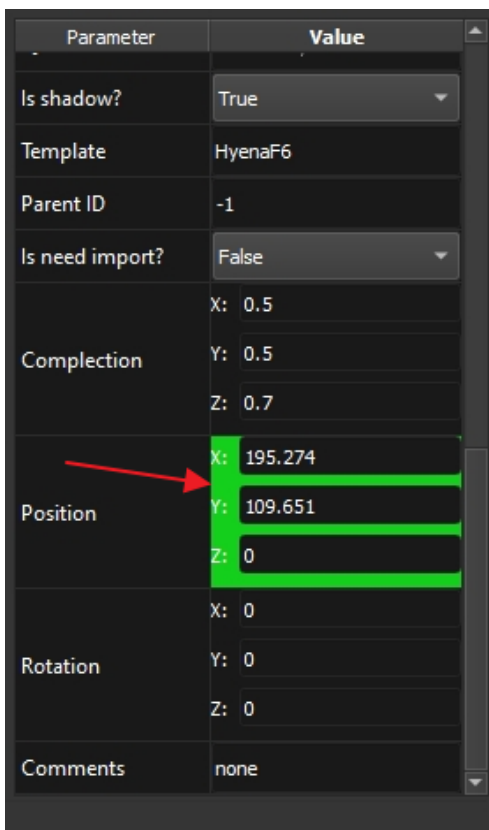 Parameter Value
Is shadow? True
Template HyenaF6
Parent ID -1
Is need import? False
Complection
X: 0.5
Y: 0.5
Z: 0.7
Position
X: 195.274
Y: 109.651
Z: 0
Rotation
X: 0
Y: 0
Z: 0
Comments none